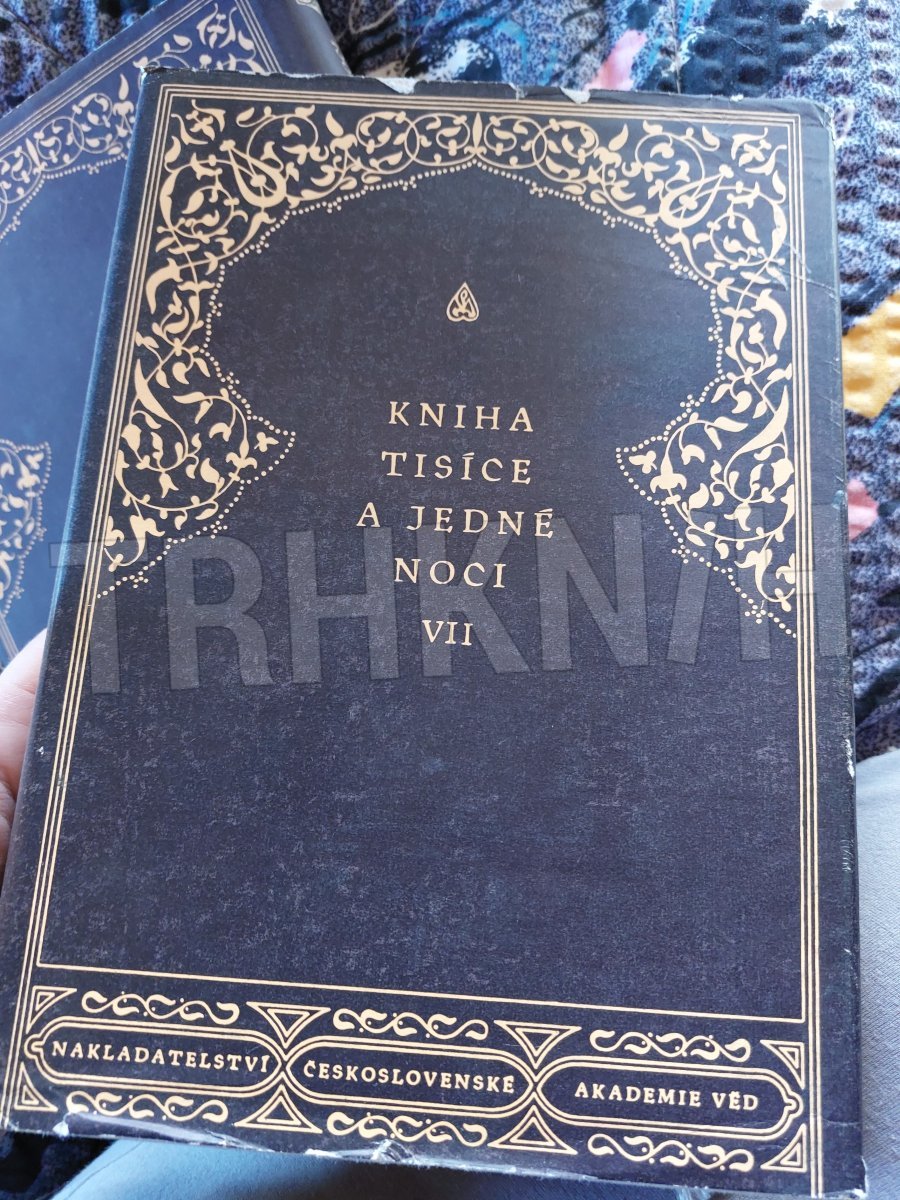 KNIHA
TISÍCE
A JEDNÉ
NOCI
VII
TRHKNIH
NAKLADATELSTVÍ ČESKOSLOVENSKÉ AKADEMIE VĚD